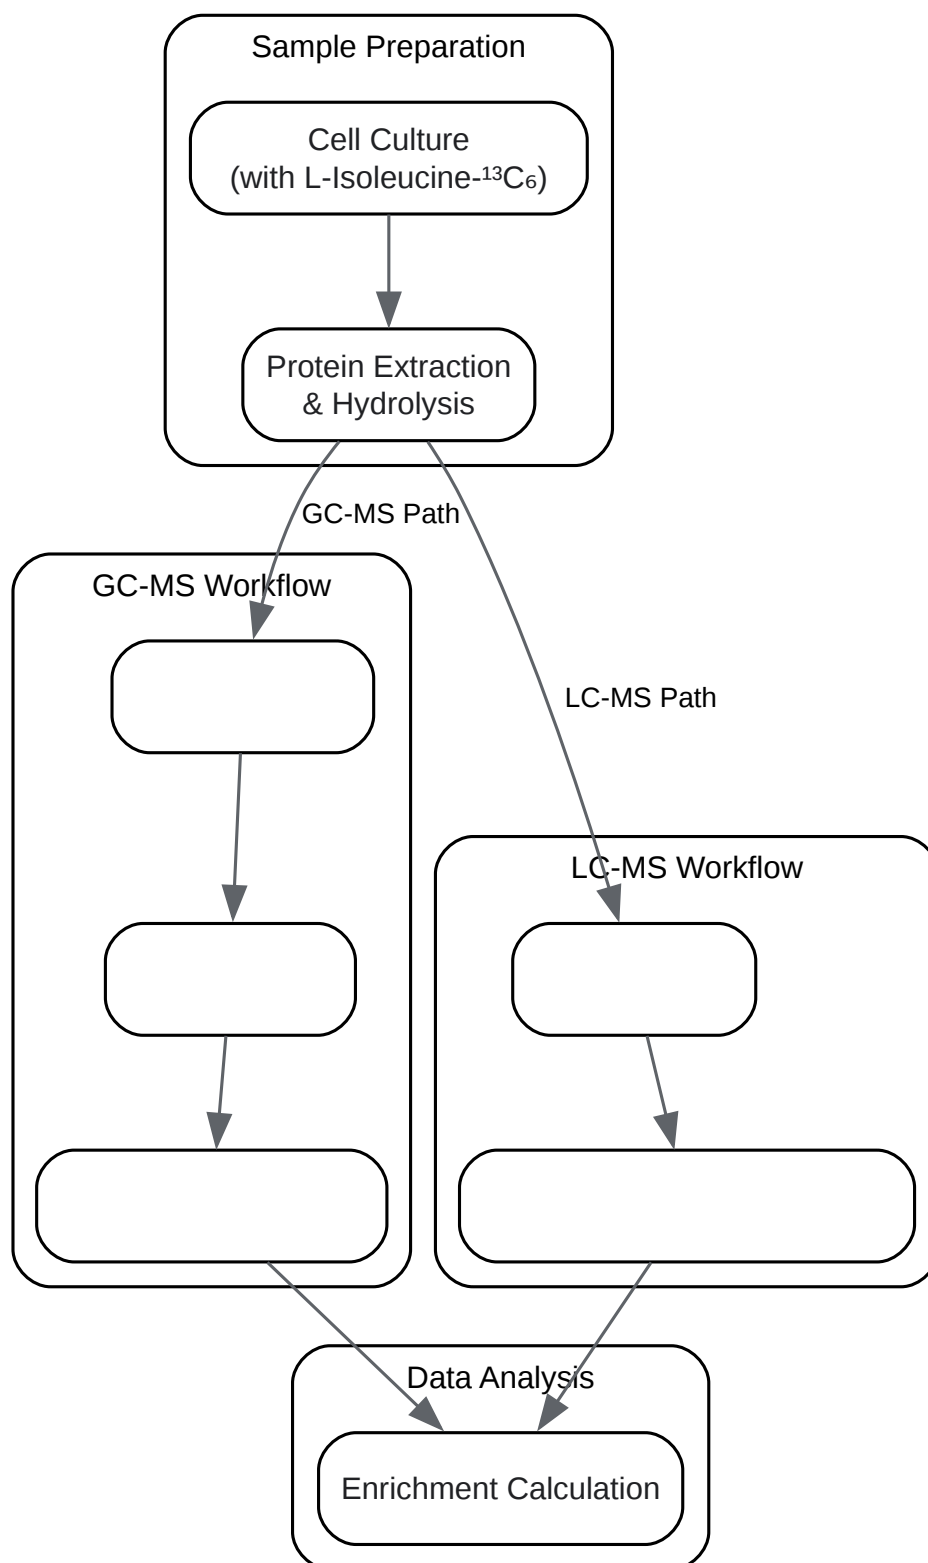 Sample Preparation
Cell Culture
(with L-Isoleucine-¹³C₆)
Protein Extraction
& Hydrolysis
GC-MS Path
GC-MS Workflow
LC-MS Path
LC-MS Workflow
Data Analysis
Enrichment Calculation